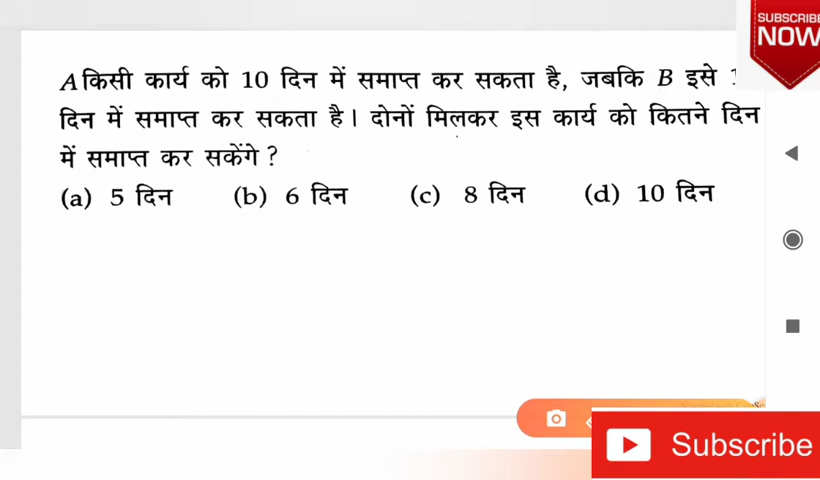 SUBSCRIBE
NOW
A किसी कार्य को 10 दिन में समाप्त कर सकता है, जबकि B इसे
दिन में समाप्त कर सकता है। दोनों मिलकर इस कार्य को कितने दिन
में समाप्त कर सकेंगे ?
(a) 5 दिन (b) 6 दिन (c) 8 दिन (d) 10 दिन
Subscribe